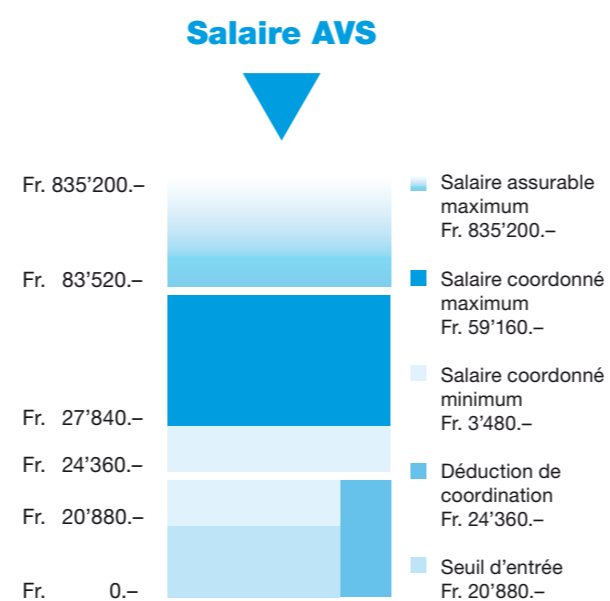 Salaire AVS
Fr. 835'200.–
Fr. 83'520.–
Fr. 27'840.–
Fr. 24'360.–
Fr. 20'880.–
Fr. 0.–
Salaire assurable
maximum
Fr. 835'200.–
Salaire coordonné
maximum
Fr. 59'160.–
Salaire coordonné
minimum
Fr. 3'480.–
Déduction de
coordination
Fr. 24'360.–
Seuil d'entrée
Fr. 20'880.–